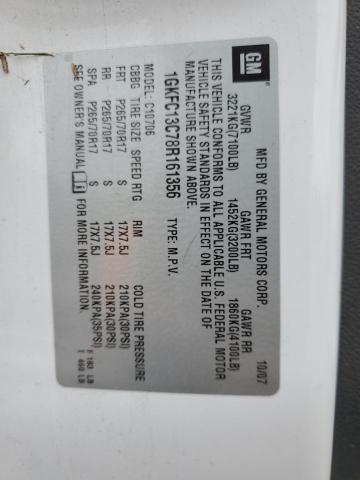 GM
MFD BY GENERAL MOTORS CORP. 10/07
GVWR GAWR FRT GAWR RR
3221KG(7100LB) 1452KG(3200LB) 1860KG(4100LB)
THIS VEHICLE CONFORMS TO ALL APPLICABLE U.S. FEDERAL MOTOR
VEHICLE SAFETY STANDARDS IN EFFECT ON THE DATE OF
MANUFACTURE SHOWN ABOVE.
1GKFC13C78R161356 TYPE: M.P.V.
MODEL: C10706
CBBG TIRE SIZE SPEED RTG RIM COLD TIRE PRESSURE
FRT P265/70R17 S 17X7.5J 210KPA(30PSI)
RR P265/70R17 S 17X7.5J 210KPA(30PSI)
SPA P265/70R17 S 17X7.5J 240KPA(35PSI)
SEE OWNER'S MANUAL FOR MORE INFORMATION.
F 183 LB
T 460 LB